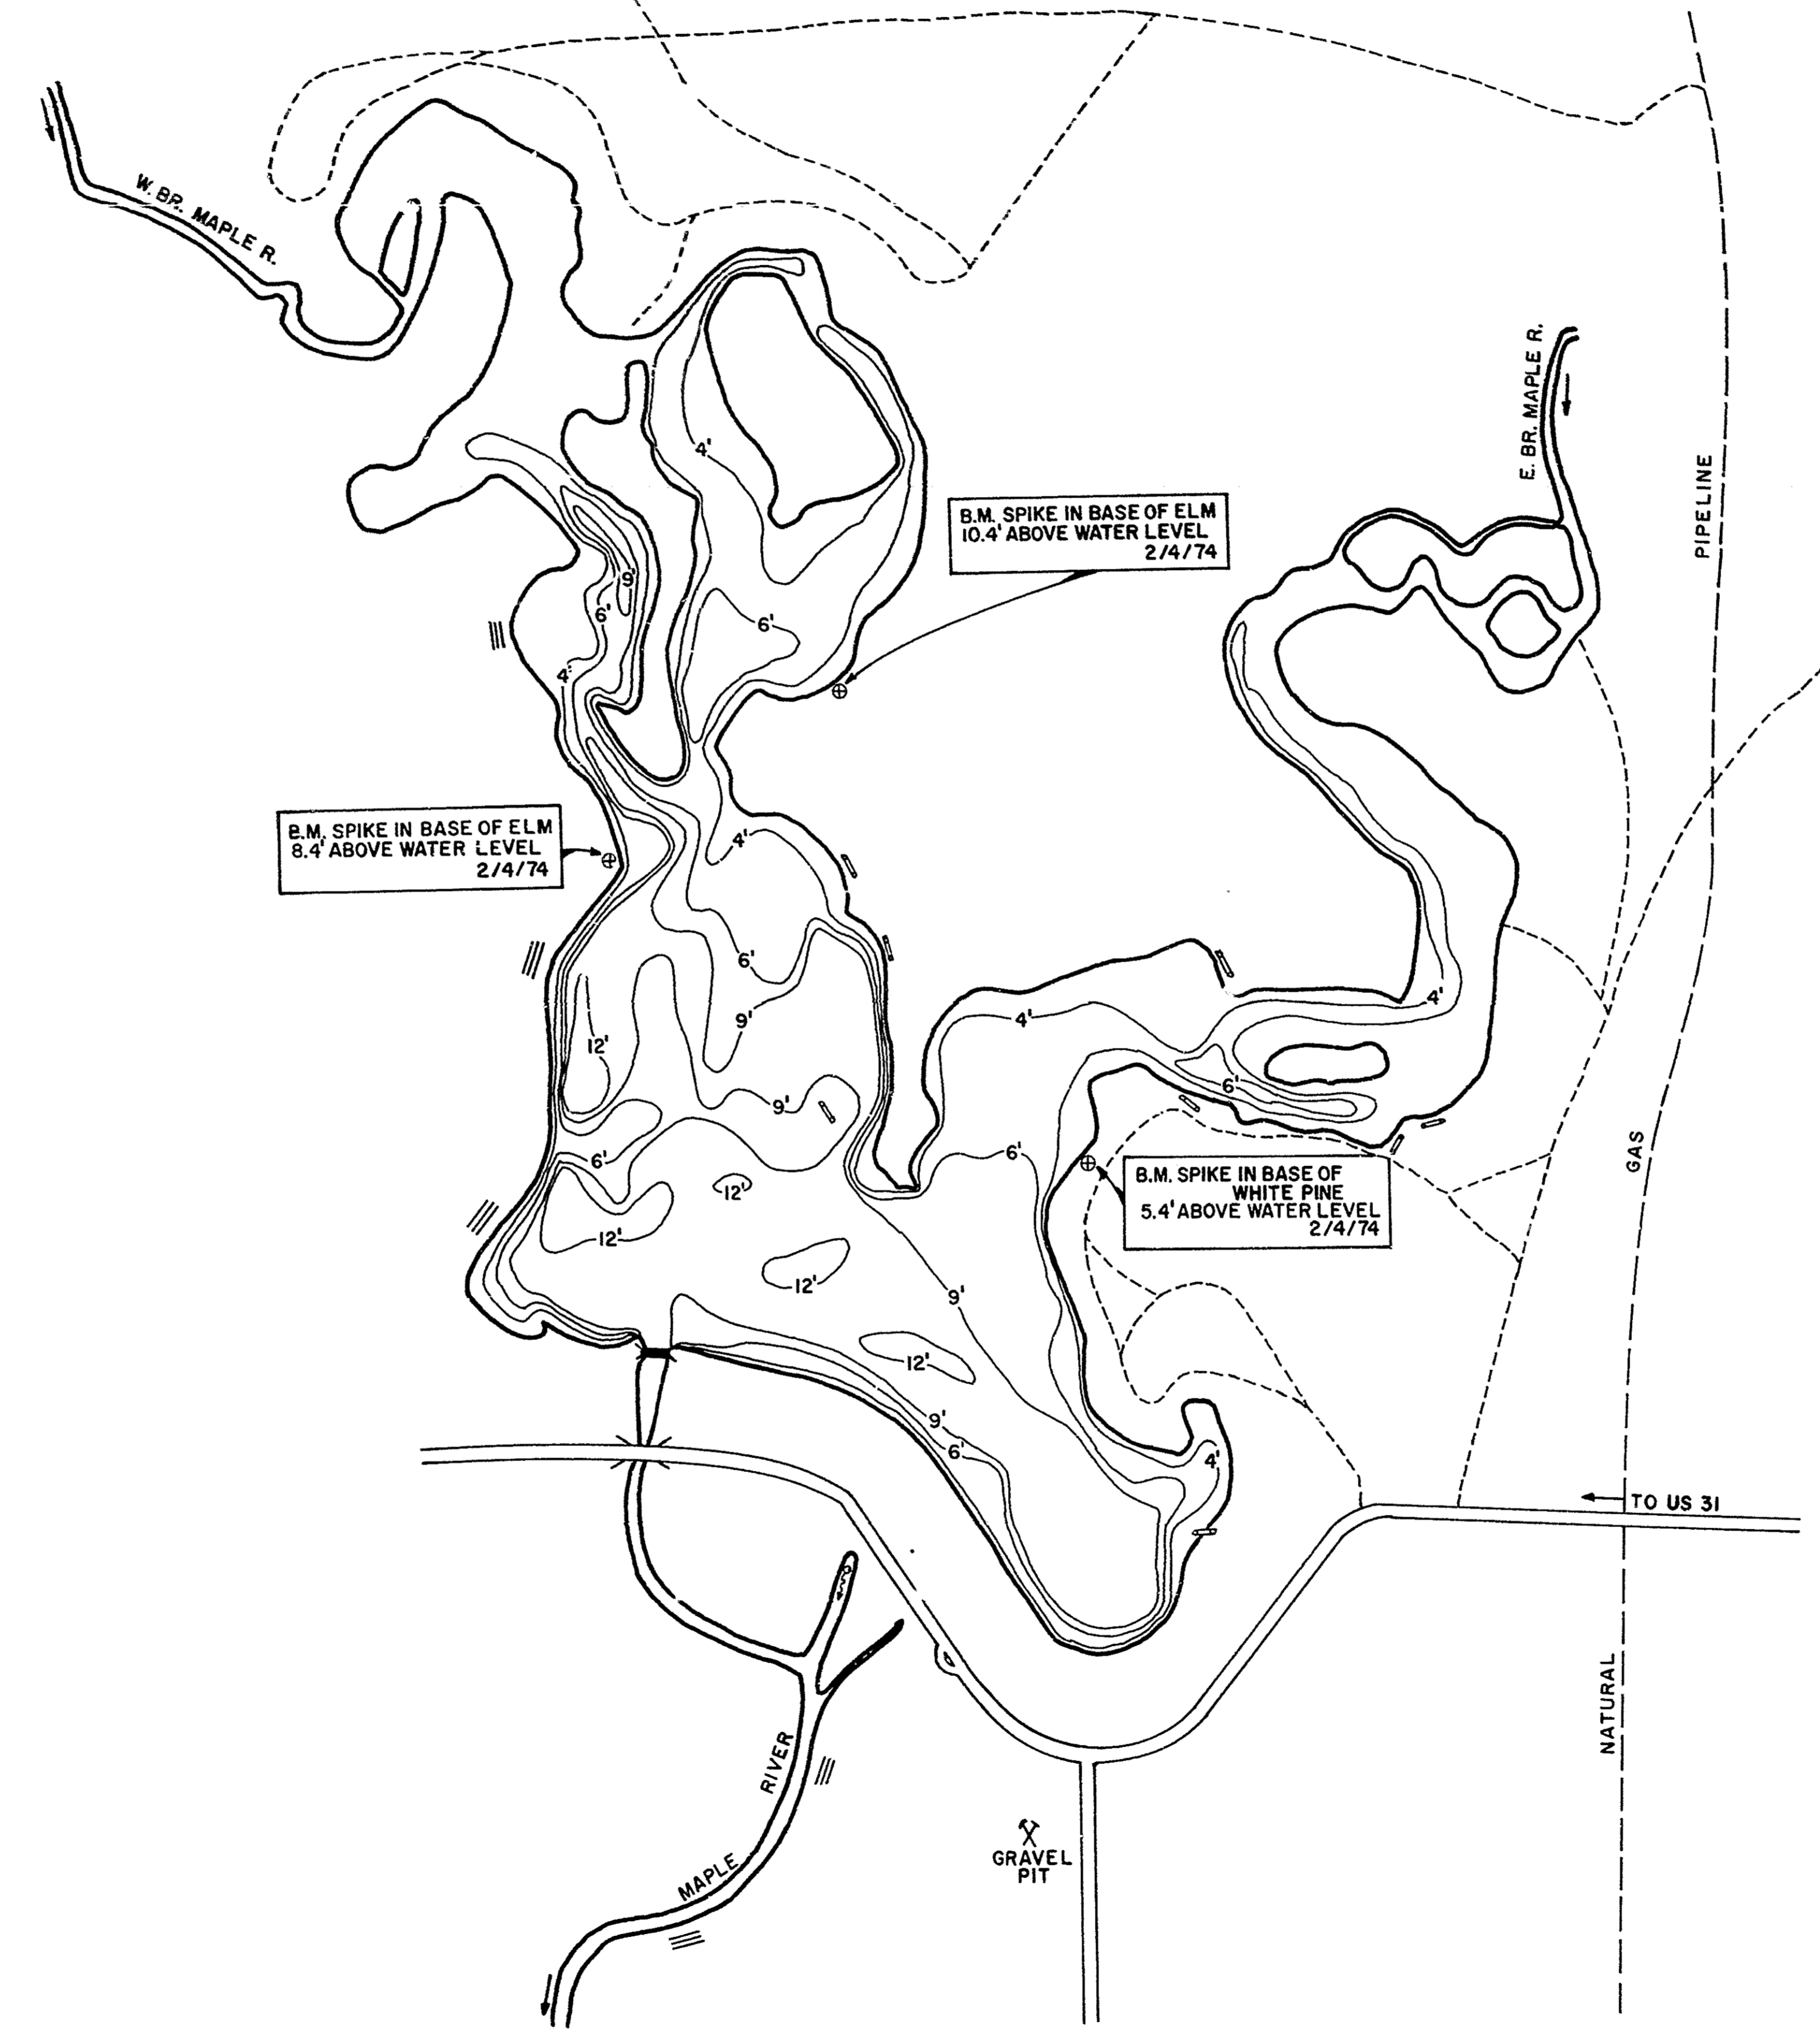 W. BR. MAPLE R.
E. BR. MAPLE R.
PIPELINE
4'
B.M. SPIKE IN BASE OF ELM
10.4' ABOVE WATER LEVEL
2/4/74
9'
6'
6'
4'
B.M. SPIKE IN BASE OF ELM
8.4' ABOVE WATER LEVEL
2/4/74
4'
6'
4'
9'
4'
12'
6'
9'
GAS
6'
6'
B.M. SPIKE IN BASE OF
WHITE PINE
5.4' ABOVE WATER LEVEL
2/4/74
12'
12'
12'
9'
12'
9'
6'
4'
TO US 31
NATURAL
RIVER
MAPLE
GRAVEL
PIT